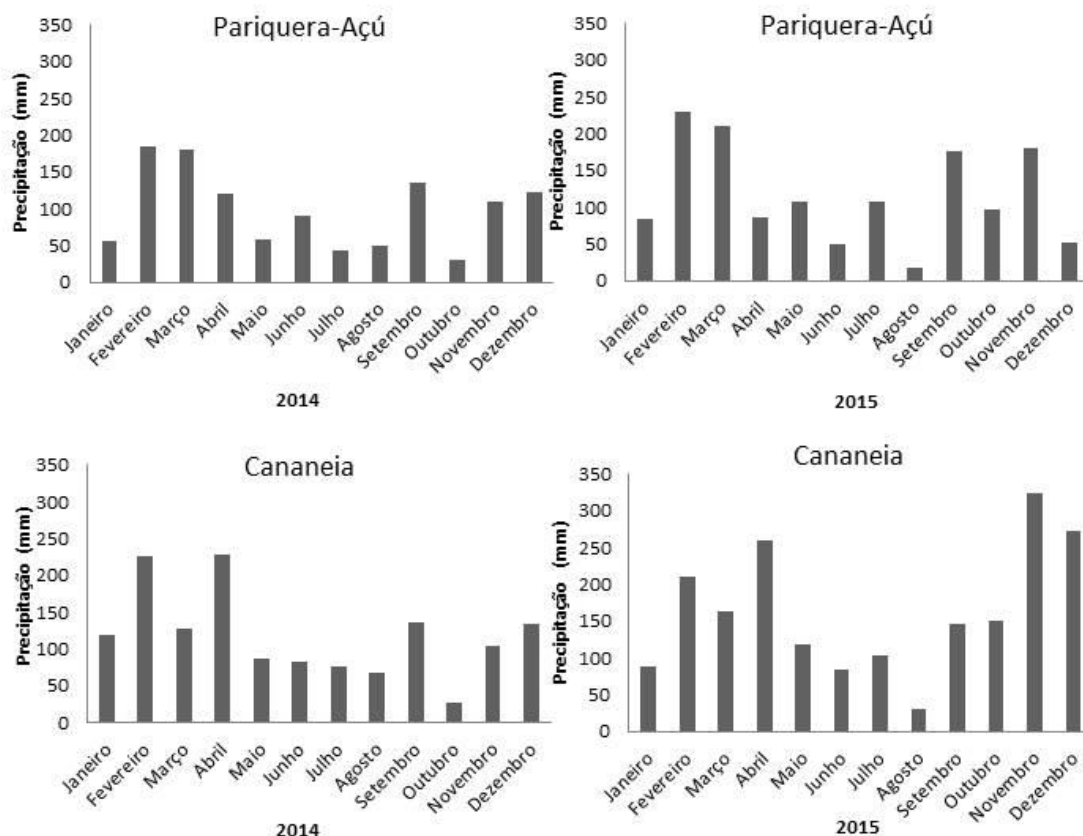 Pariquera-Açú
Precipitação (mm)
350
300
250
200
150
100
50
0
Janeiro
Fevereiro
Março
Abril
Maio
Junho
Julho
Agosto
Setembro
Outubro
Novembro
Dezembro
2014
Pariquera-Açú
Precipitação (mm)
350
300
250
200
150
100
50
0
Janeiro
Fevereiro
Março
Abril
Maio
Junho
Julho
Agosto
Setembro
Outubro
Novembro
Dezembro
2015
Cananeia
Precipitação (mm)
350
300
250
200
150
100
50
0
Janeiro
Fevereiro
Março
Abril
Maio
Junho
Julho
Agosto
Setembro
Outubro
Novembro
Dezembro
2014
Cananeia
Precipitação (mm)
350
300
250
200
150
100
50
0
Janeiro
Fevereiro
Março
Abril
Maio
Junho
Julho
Agosto
Setembro
Outubro
Novembro
Dezembro
2015